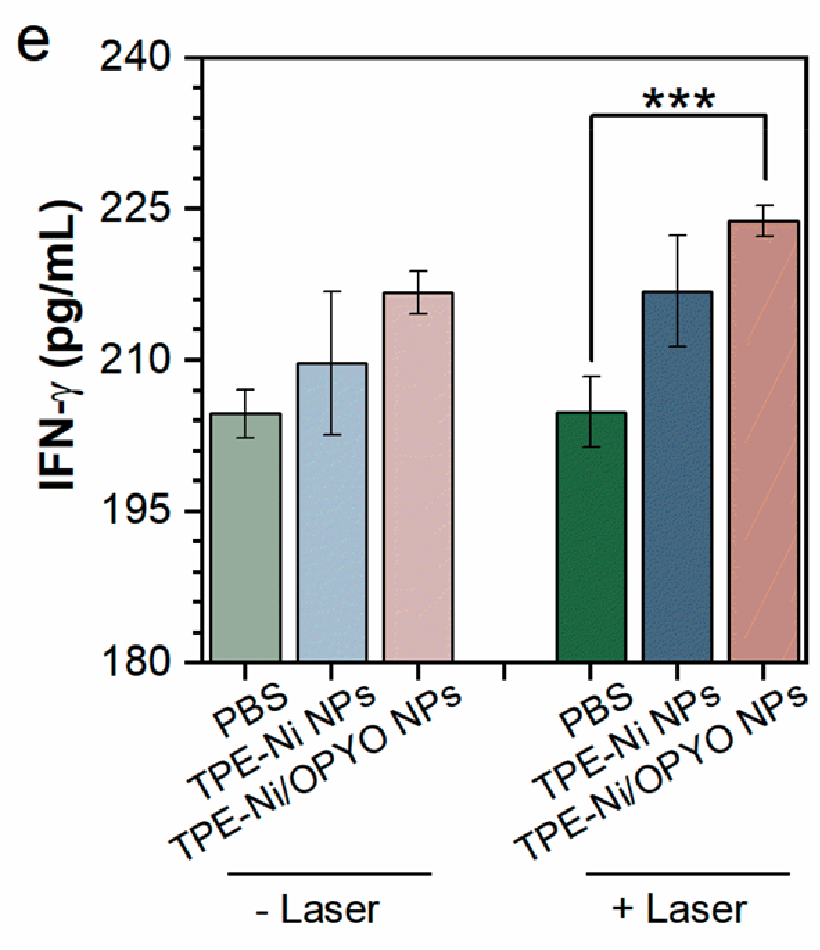 e
240
225
210
195
180
IFN-γ (pg/mL)
***
PBS
TPE-Ni NPs
TPE-Ni/OPYO NPs
PBS
TPE-Ni NPs
TPE-Ni/OPYO NPs
- Laser
+ Laser